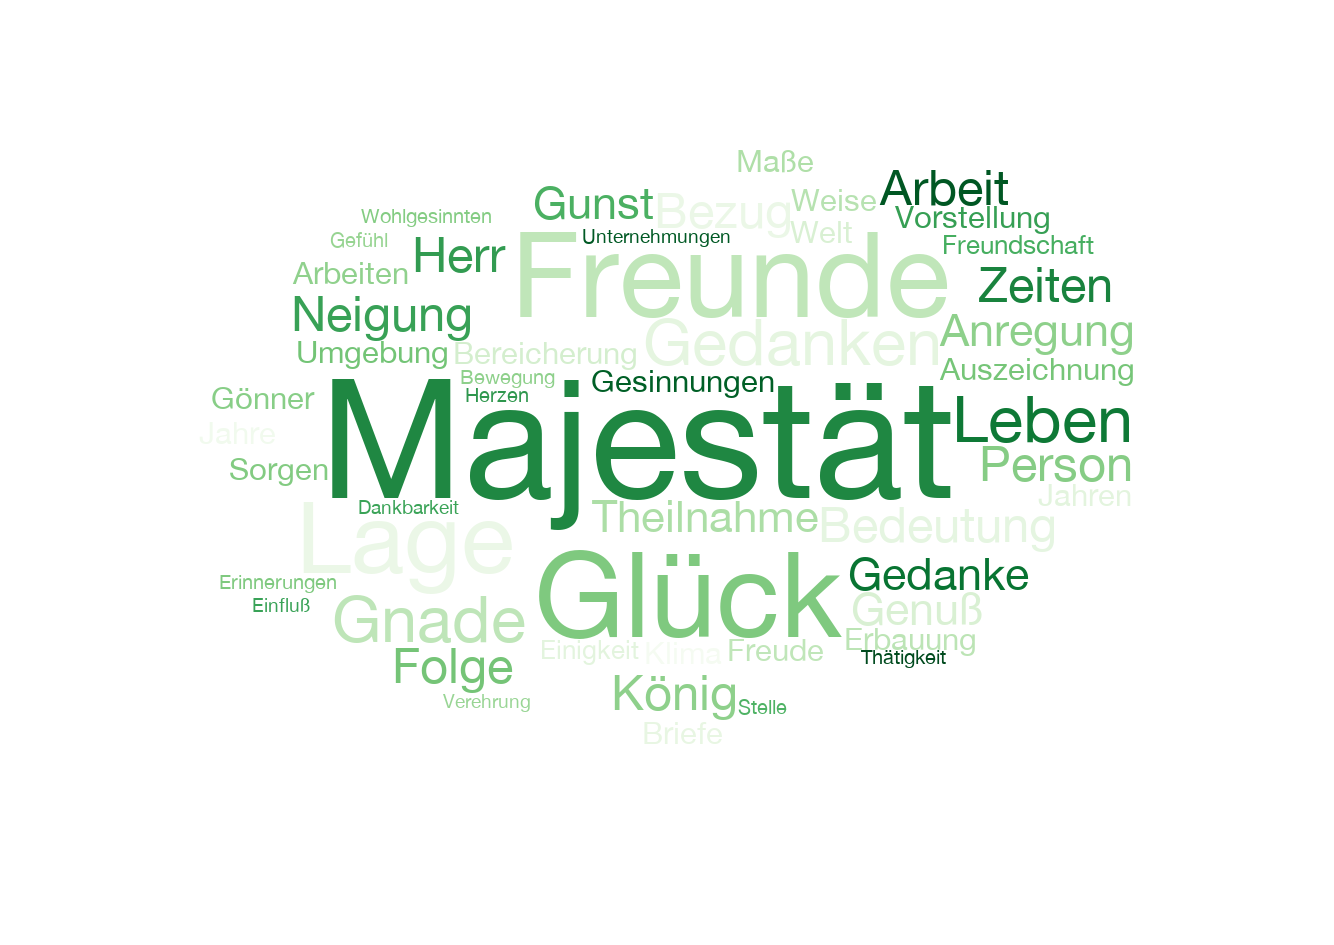 Maße
Arbeit
Gunst
Bezug
Weise
Vorstellung
Wohlgesinnten
Unternehmungen
Welt
Gefühl
Herr
Freunde
Freundschaft
Arbeiten
Zeiten
Neigung
Anregung
Umgebung
Bereicherung
Gedanken
Auszeichnung
Bewegung
Gesinnungen
Herzen
Gönner
Majestät
Leben
Jahre
Sorgen
Person
Jahren
Dankbarkeit
Theilnahme
Bedeutung
Lage
Erinnerungen
Glück
Gedanke
Einfluß
Gnade
Genuß
Einigkeit
Klima
Freude
Erbauung
Thätigkeit
Folge
König
Verehrung
Stelle
Briefe